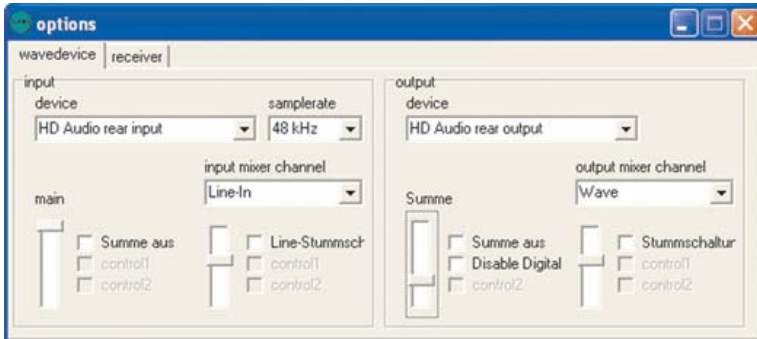 options
wavedevice receiver
input
device samplerate
HD Audio rear input 48 kHz
input mixer channel
main Line-In
Summe aus Line-Stummsch
control1 control1
control2 control2
output
device
HD Audio rear output
output mixer channel
Summe Wave
Summe aus Stummschaltur
Disable Digital control1
control2 control2